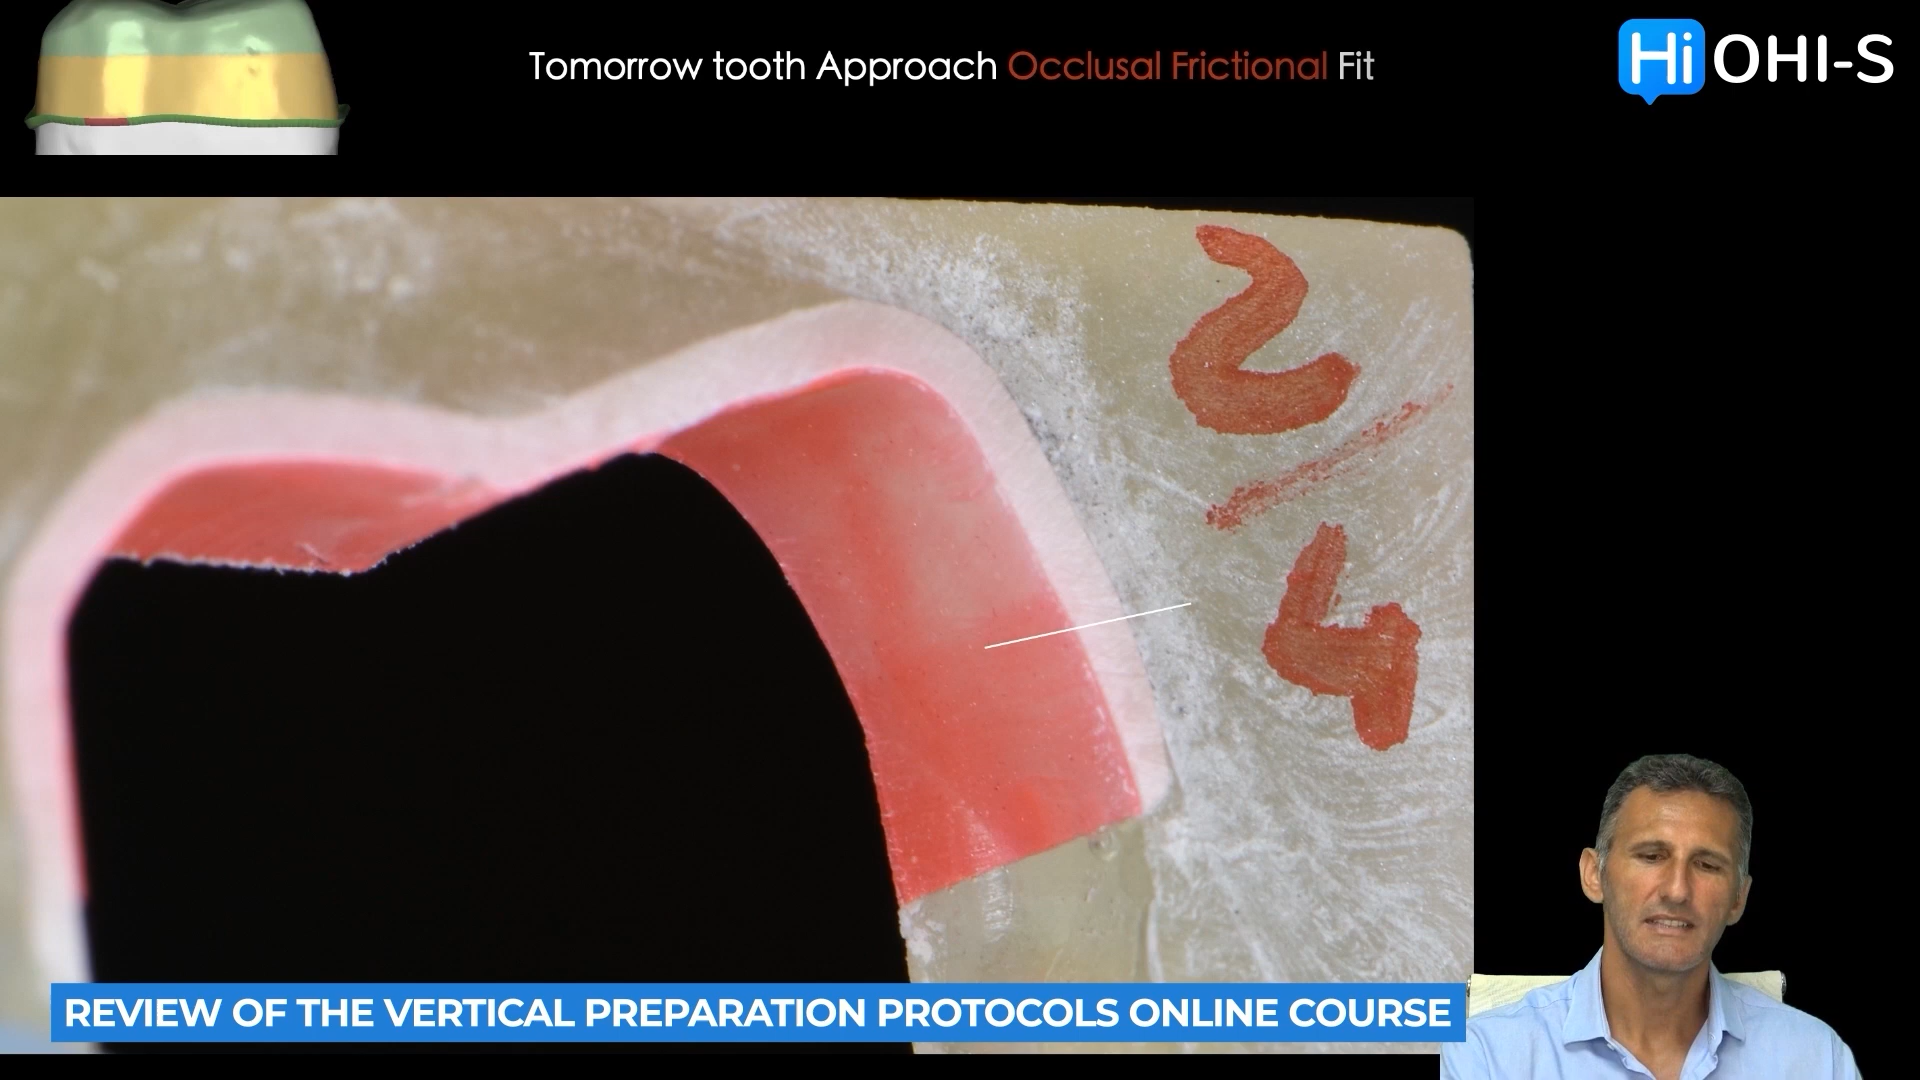 Tomorrow tooth Approach Occlusal Frictional Fit
Hi OHI-S
2
/
4
REVIEW OF THE VERTICAL PREPARATION PROTOCOLS ONLINE COURSE